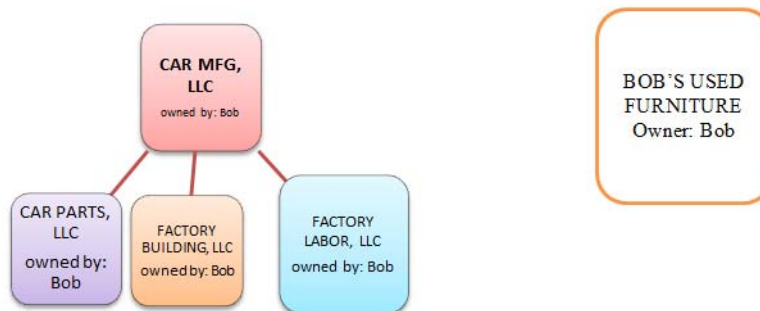 CAR MFG,
LLC
owned by: Bob
BOB’S USED
FURNITURE
Owner: Bob
CAR PARTS,
LLC
owned by:
Bob
FACTORY
BUILDING, LLC
owned by: Bob
FACTORY
LABOR, LLC
owned by: Bob